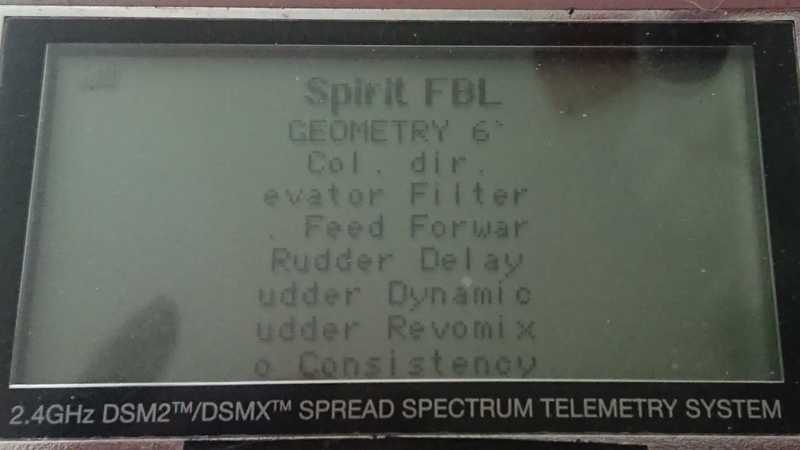 Spirit FBL
GEOMETRY 6`
Col. dir.
evator Filter
. Feed Forwar
Rudder Delay
udder Dynamic
udder Revomix
o Consistency
2.4GHz DSM2™/DSMX™ SPREAD SPECTRUM TELEMETRY SYSTEM